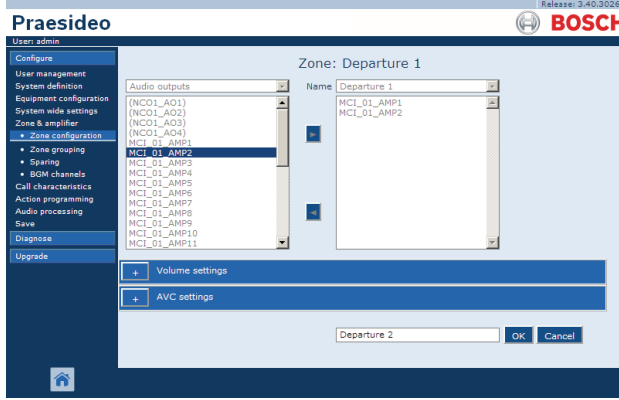 Release: 3.40.3026
Praesideo
BOSCH
User: admin
Configure
User management
System definition
Equipment configuration
System wide settings
Zone & amplifier
• Zone configuration
• Zone grouping
• Sparing
• BGM channels
Call characteristics
Action programming
Audio processing
Save
Diagnose
Upgrade
Zone: Departure 1
Audio outputs
(NCO1_AO1)
(NCO1_AO2)
(NCO1_AO3)
(NCO1_AO4)
MCI_01_AMP1
MCI_01_AMP2
MCI_01_AMP3
MCI_01_AMP4
MCI_01_AMP5
MCI_01_AMP6
MCI_01_AMP7
MCI_01_AMP8
MCI_01_AMP9
MCI_01_AMP10
MCI_01_AMP11
Name Departure 1
MCI_01_AMP1
MCI_01_AMP2
+ Volume settings
+ AVC settings
Departure 2 OK Cancel